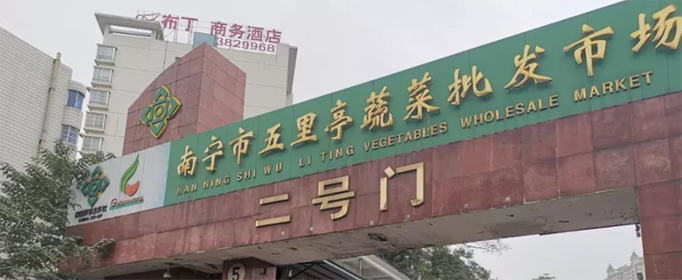 布丁 商务酒店
3829968
南宁市五里亭蔬菜批发市场
NAN NING SHI WU LI TING VEGETABLES WHOLESALE MARKET
二号门
5